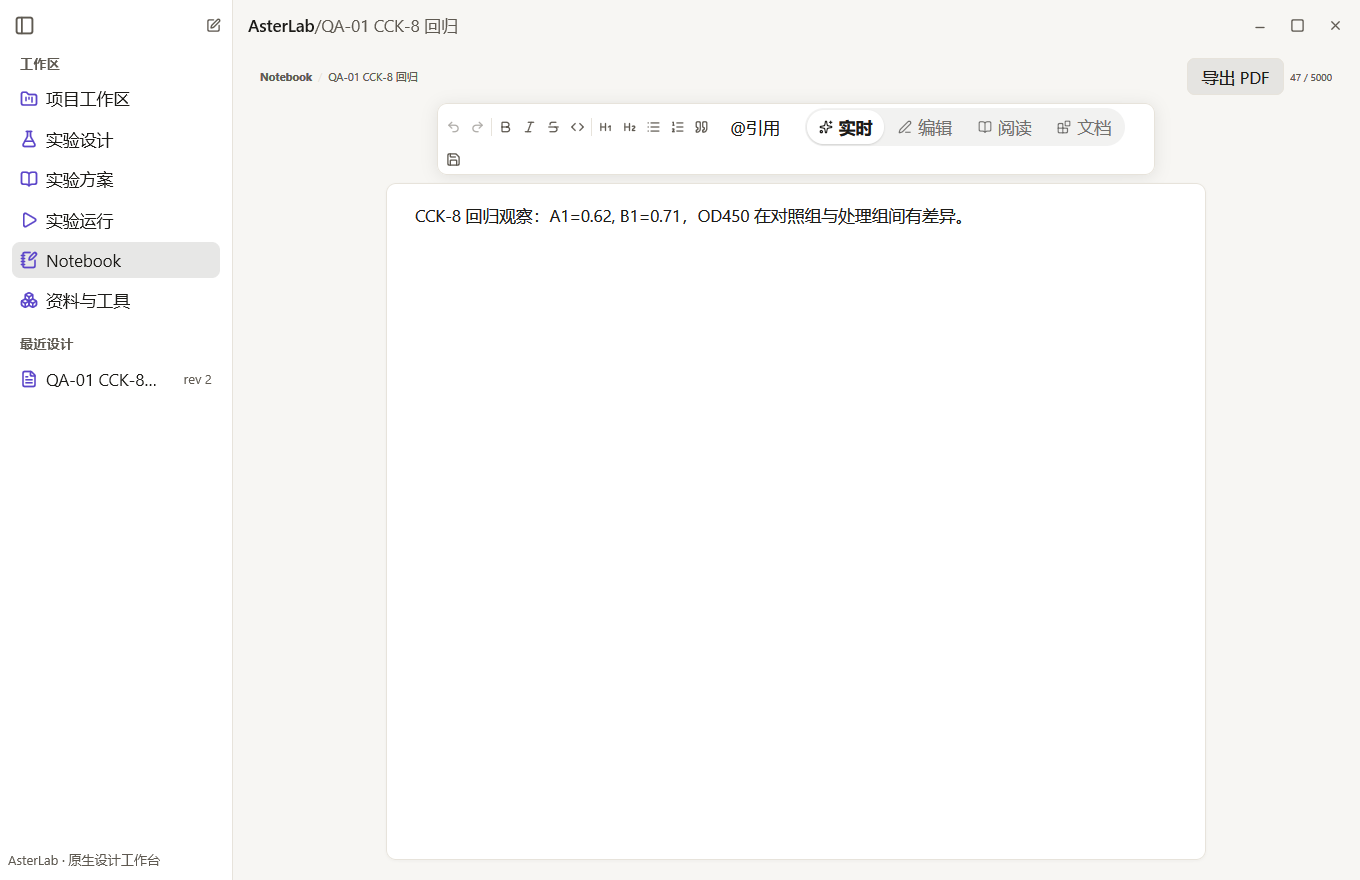 AsterLab/QA-01 CCK-8 回归
工作区
项目工作区
实验设计
实验方案
实验运行
Notebook
资料与工具
最近设计
QA-01 CCK-8... rev 2
AsterLab · 原生设计工作台
Notebook / QA-01 CCK-8 回归
导出 PDF 47 / 5000
B I S <> H1 H2 @引用 实时 编辑 阅读 文档
CCK-8 回归观察：A1=0.62, B1=0.71，OD450 在对照组与处理组间有差异。